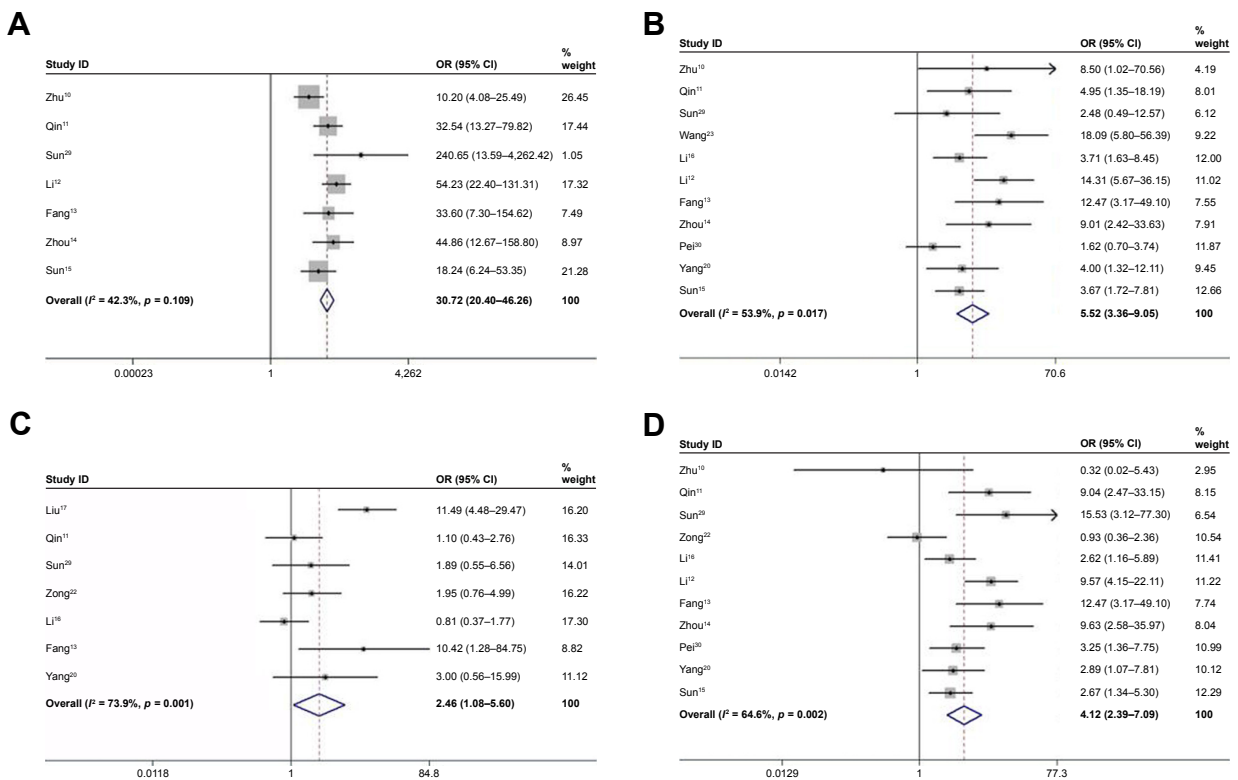 A
Study ID OR (95% CI) % weight
Zhu¹⁰ 10.20 (4.08–25.49) 26.45
Qin¹¹ 32.54 (13.27–79.82) 17.44
Sun²⁹ 240.65 (13.59–4,262.42) 1.05
Li¹² 54.23 (22.40–131.31) 17.32
Fang¹³ 33.60 (7.30–154.62) 7.49
Zhou¹⁴ 44.86 (12.67–158.80) 8.97
Sun¹⁵ 18.24 (6.24–53.35) 21.28
Overall (I² = 42.3%, p = 0.109) 30.72 (20.40–46.26) 100
0.00023 1 4,262
B
Study ID OR (95% CI) % weight
Zhu¹⁰ 8.50 (1.02–70.56) 4.19
Qin¹¹ 4.95 (1.35–18.19) 8.01
Sun²⁹ 2.48 (0.49–12.57) 6.12
Wang²³ 18.09 (5.80–56.39) 9.22
Li¹⁶ 3.71 (1.63–8.45) 12.00
Li¹² 14.31 (5.67–36.15) 11.02
Fang¹³ 12.47 (3.17–49.10) 7.55
Zhou¹⁴ 9.01 (2.42–33.63) 7.91
Pei³⁰ 1.62 (0.70–3.74) 11.87
Yang²⁰ 4.00 (1.32–12.11) 9.45
Sun¹⁵ 3.67 (1.72–7.81) 12.66
Overall (I² = 53.9%, p = 0.017) 5.52 (3.36–9.05) 100
0.0142 1 70.6
C
Study ID OR (95% CI) % weight
Liu¹⁷ 11.49 (4.48–29.47) 16.20
Qin¹¹ 1.10 (0.43–2.76) 16.33
Sun²⁹ 1.89 (0.55–6.56) 14.01
Zong²² 1.95 (0.76–4.99) 16.22
Li¹⁶ 0.81 (0.37–1.77) 17.30
Fang¹³ 10.42 (1.28–84.75) 8.82
Yang²⁰ 3.00 (0.56–15.99) 11.12
Overall (I² = 73.9%, p = 0.001) 2.46 (1.08–5.60) 100
0.0118 1 84.8
D
Study ID OR (95% CI) % weight
Zhu¹⁰ 0.32 (0.02–5.43) 2.95
Qin¹¹ 9.04 (2.47–33.15) 8.15
Sun²⁹ 15.53 (3.12–77.30) 6.54
Zong²² 0.93 (0.36–2.36) 10.54
Li¹⁶ 2.62 (1.16–5.89) 11.41
Li¹² 9.57 (4.15–22.11) 11.22
Fang¹³ 12.47 (3.17–49.10) 7.74
Zhou¹⁴ 9.63 (2.58–35.97) 8.04
Pei³⁰ 3.25 (1.36–7.75) 10.99
Yang²⁰ 2.89 (1.07–7.81) 10.12
Sun¹⁵ 2.67 (1.34–5.30) 12.29
Overall (I² = 64.6%, p = 0.002) 4.12 (2.39–7.09) 100
0.0129 1 77.3